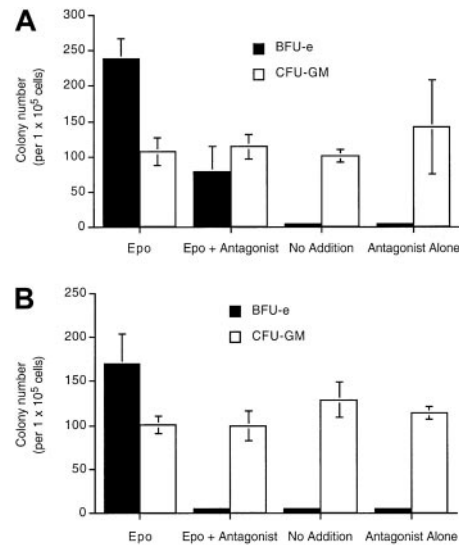 A
Colony number
(per 1 x 10⁵ cells)
300
250
200
150
100
50
0
BFU-e
CFU-GM
Epo
Epo + Antagonist
No Addition
Antagonist Alone
B
Colony number
(per 1 x 10⁵ cells)
250
200
150
100
50
0
BFU-e
CFU-GM
Epo
Epo + Antagonist
No Addition
Antagonist Alone